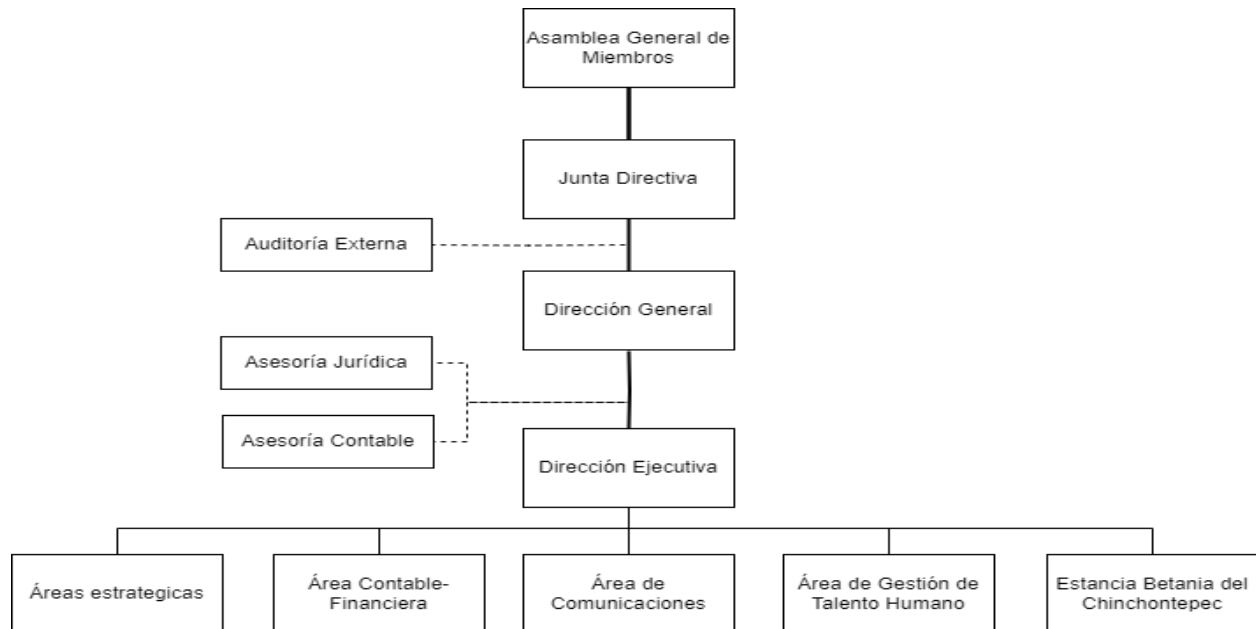 Asamblea General de
Miembros
Junta Directiva
Auditoría Externa
Dirección General
Asesoría Jurídica
Asesoría Contable
Dirección Ejecutiva
Áreas estrategicas
Área Contable-
Financiera
Área de
Comunicaciones
Área de Gestión de
Talento Humano
Estancia Betania del
Chinchontepec